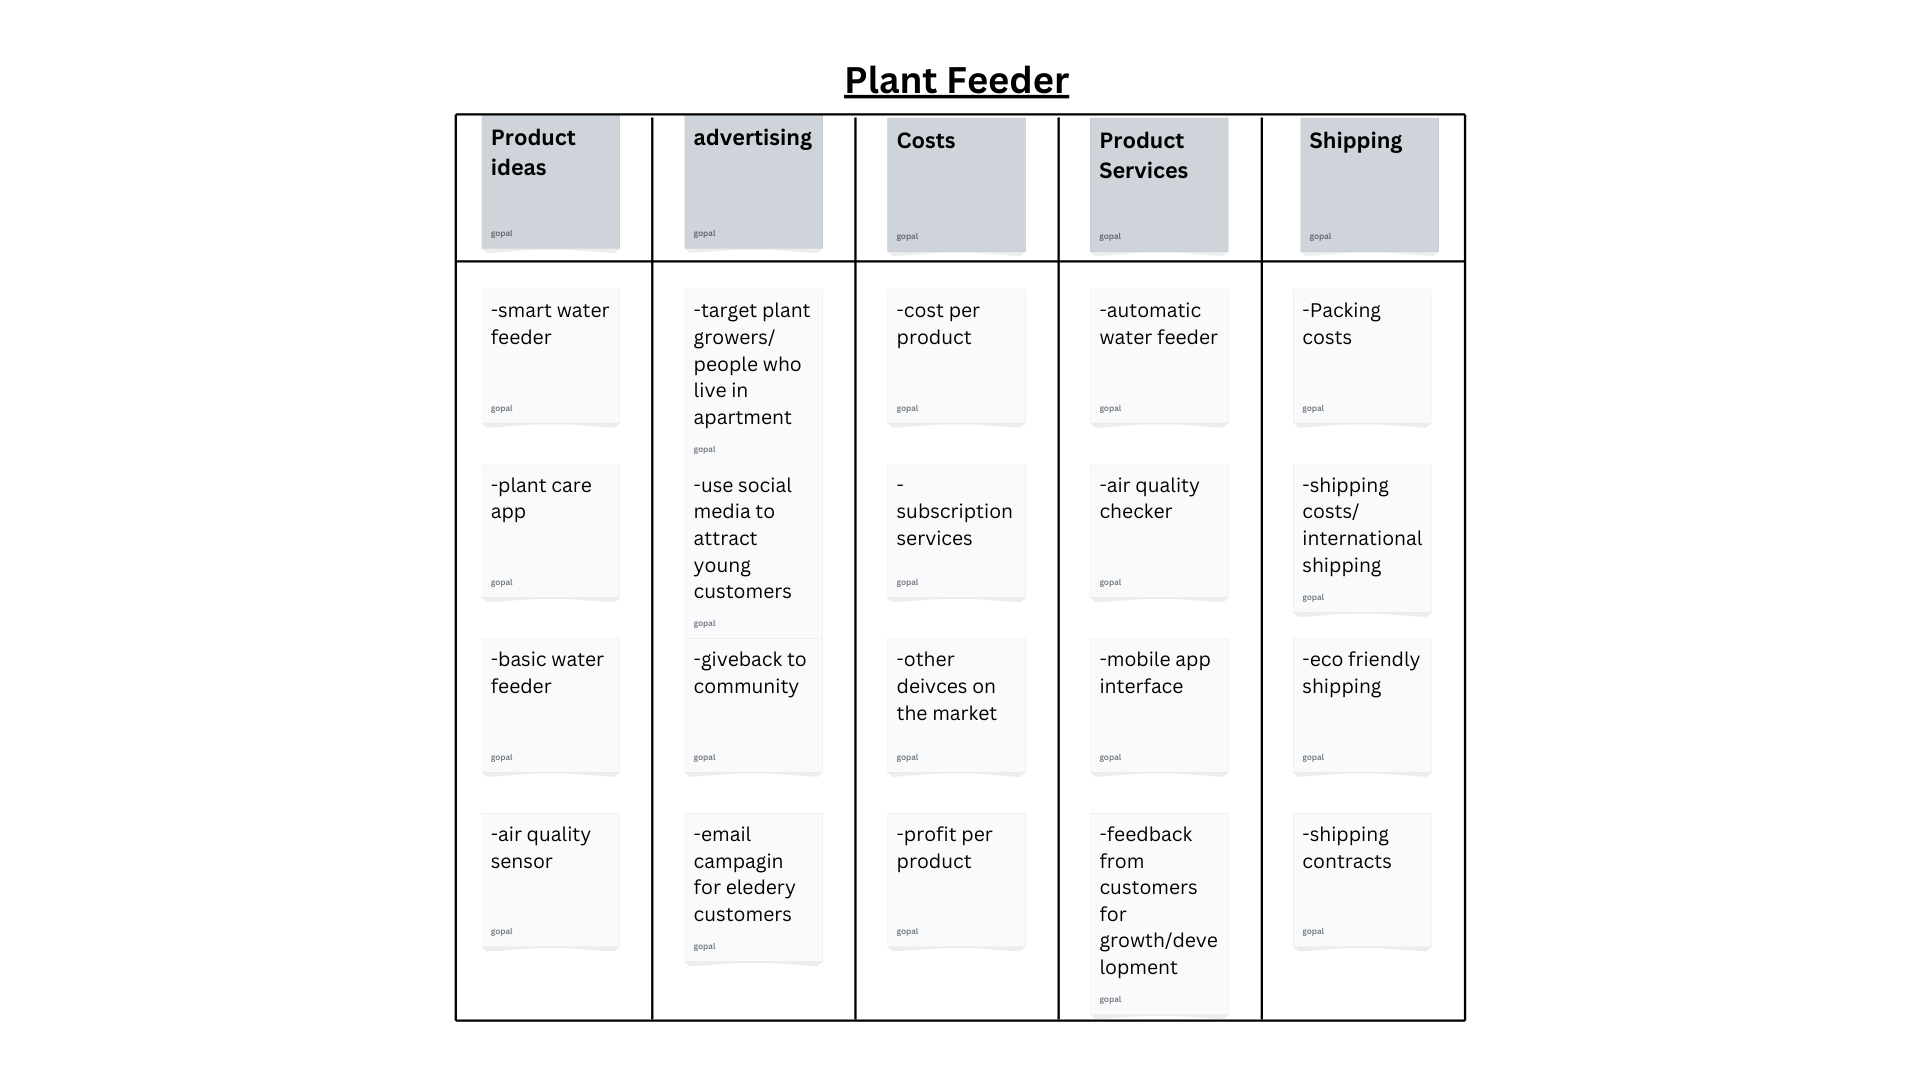 Plant Feeder
Product
ideas
gopal
advertising
gopal
Costs
gopal
Product
Services
gopal
Shipping
gopal
-smart water
feeder
gopal
-plant care
app
gopal
-basic water
feeder
gopal
-air quality
sensor
gopal
-target plant
growers/
people who
live in
apartment
gopal
-use social
media to
attract
young
customers
gopal
-giveback to
community
gopal
-email
campagin
for eledery
customers
gopal
-cost per
product
gopal
-
subscription
services
gopal
-other
deivces on
the market
gopal
-profit per
product
gopal
-automatic
water feeder
gopal
-air quality
checker
gopal
-mobile app
interface
gopal
-feedback
from
customers
for
growth/deve
lopment
gopal
-Packing
costs
gopal
-shipping
costs/
international
shipping
gopal
-eco friendly
shipping
gopal
-shipping
contracts
gopal